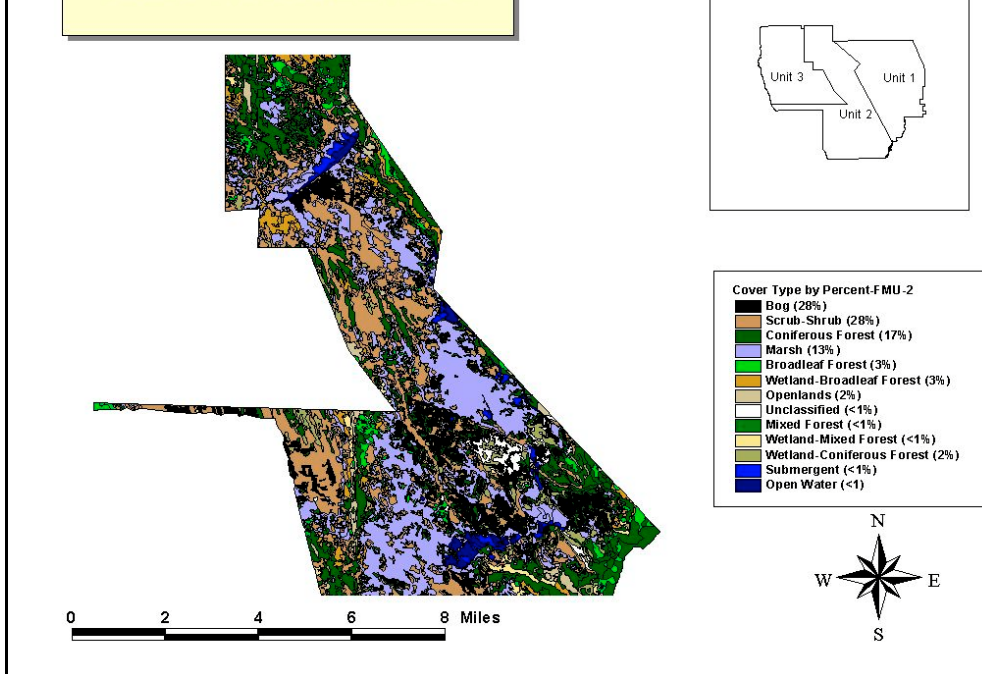 Unit 3
Unit 1
Unit 2
Cover Type by Percent-FMU-2
Bog (28%)
Scrub-Shrub (28%)
Coniferous Forest (17%)
Marsh (13%)
Broadleaf Forest (3%)
Wetland-Broadleaf Forest (3%)
Openlands (2%)
Unclassified (<1%)
Mixed Forest (<1%)
Wetland-Mixed Forest (<1%)
Wetland-Coniferous Forest (2%)
Submergent (<1%)
Open Water (<1)
N
W E
S
0 2 4 6 8 Miles